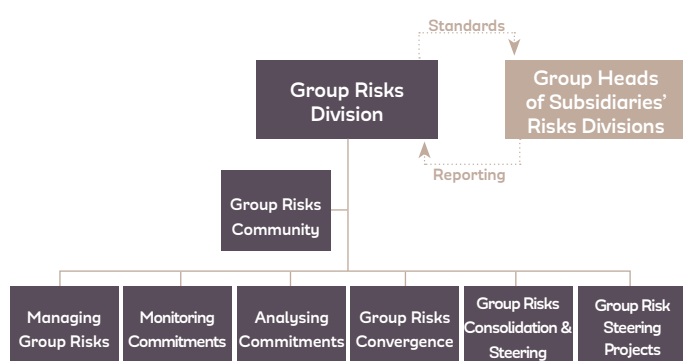 Standards
Group Risks
Division
Group Heads
of Subsidiaries'
Risks Divisions
Reporting
Group Risks
Community
Managing
Group Risks
Monitoring
Commitments
Analysing
Commitments
Group Risks
Convergence
Group Risks
Consolidation &
Steering
Group Risk
Steering
Projects